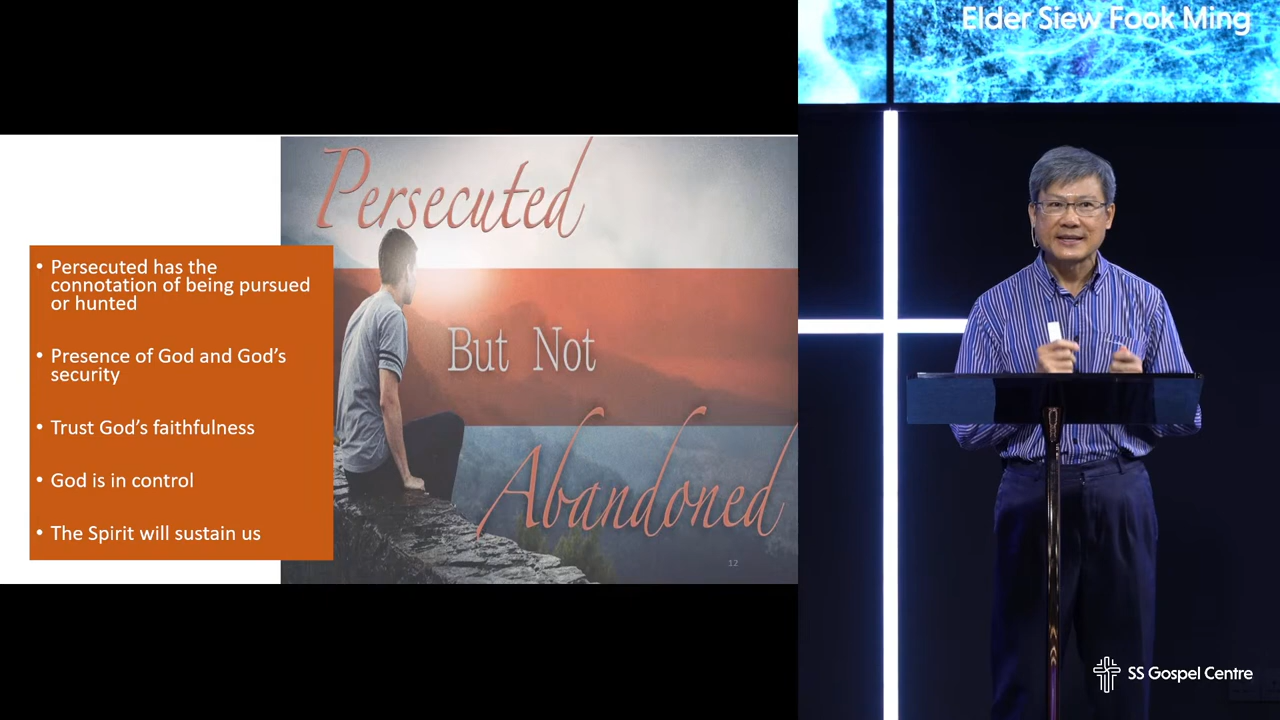 Elder Siew Fook Ming
Persecuted
But Not
Abandoned
• Persecuted has the
connotation of being pursued
or hunted
• Presence of God and God's
security
• Trust God's faithfulness
• God is in control
• The Spirit will sustain us
12
SS Gospel Centre